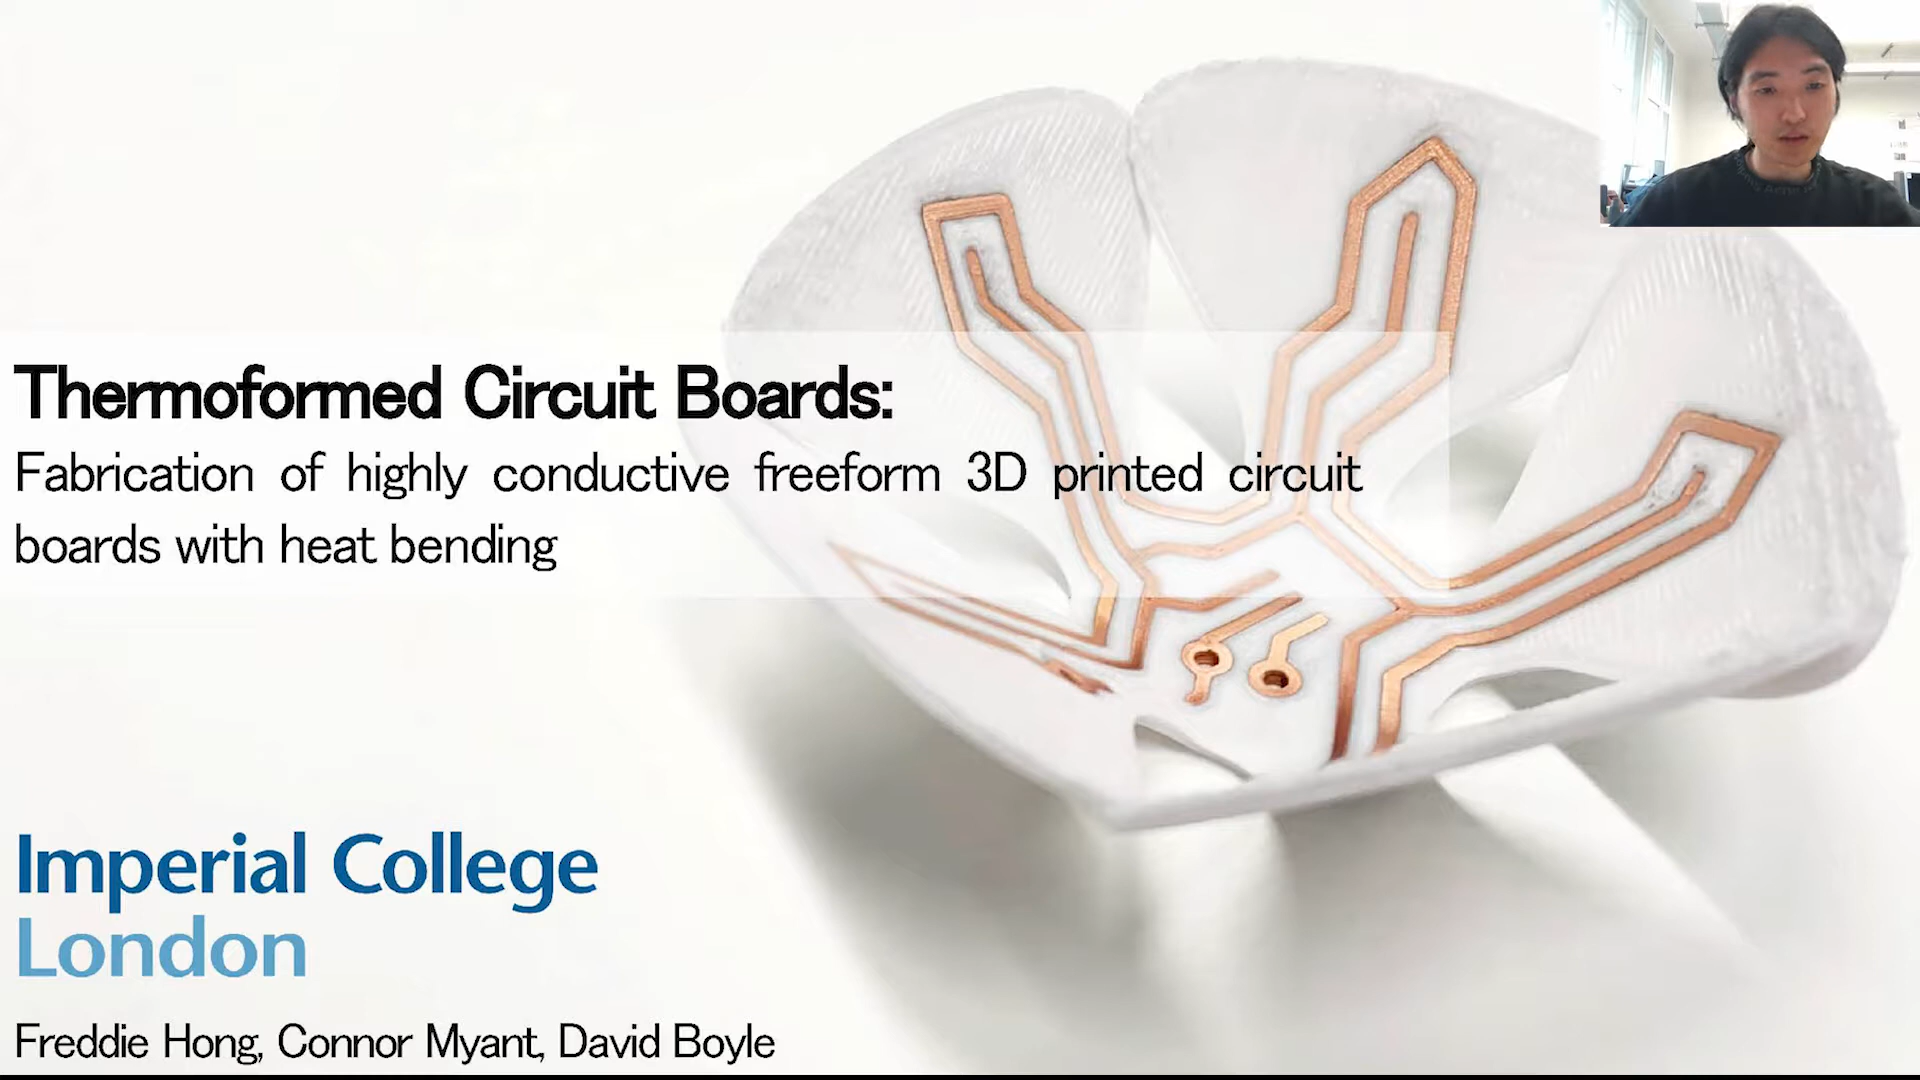 Thermoformed Circuit Boards:
Fabrication of highly conductive freeform 3D printed circuit
boards with heat bending
Imperial College
London
Freddie Hong, Connor Myant, David Boyle